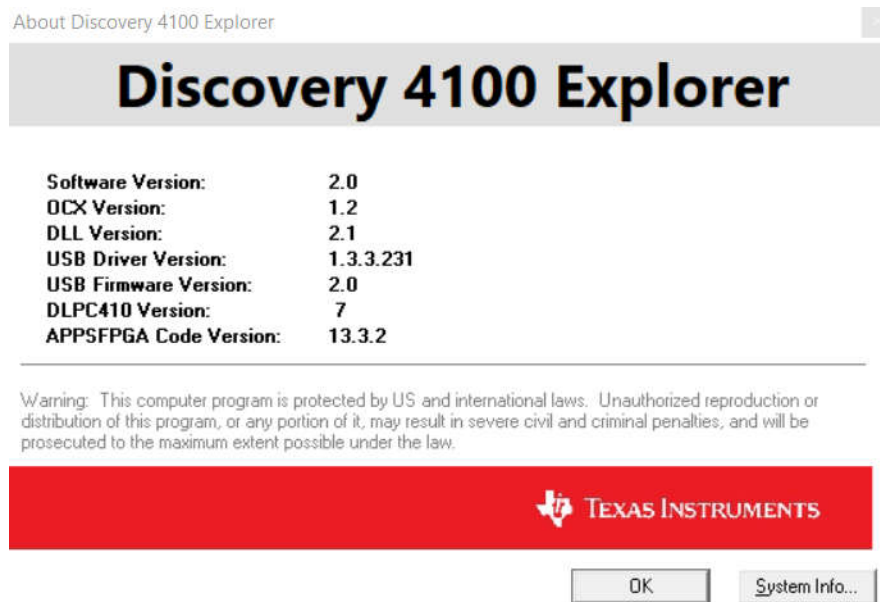 About Discovery 4100 Explorer
Discovery 4100 Explorer
Software Version: 2.0
OCX Version: 1.2
DLL Version: 2.1
USB Driver Version: 1.3.3.231
USB Firmware Version: 2.0
DLPC410 Version: 7
APPSFPGA Code Version: 13.3.2
Warning: This computer program is protected by US and international laws. Unauthorized reproduction or
distribution of this program, or any portion of it, may result in severe civil and criminal penalties, and will be
prosecuted to the maximum extent possible under the law.
TEXAS INSTRUMENTS
OK
System Info...